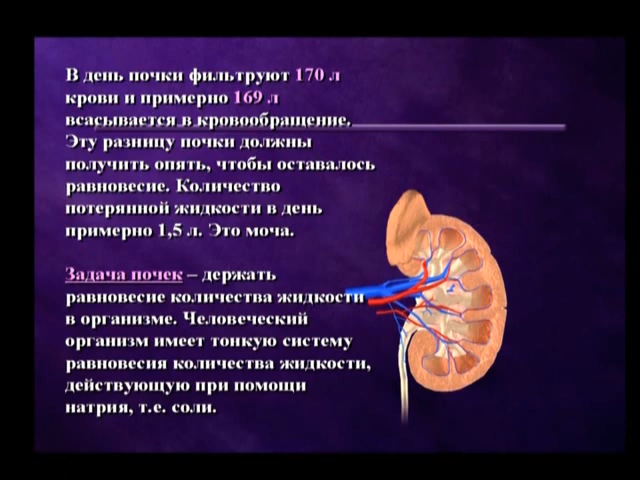 В день почки фильтруют 170 л
крови и примерно 169 л
всасывается в кровообращение.
Эту разницу почки должны
получить опять, чтобы оставалось
равновесие. Количество
потерянной жидкости в день
примерно 1,5 л. Это моча.
Задача почек – держать
равновесие количества жидкости
в организме. Человеческий
организм имеет тонкую систему
равновесия количества жидкости,
действующую при помощи
натрия, т.е. соли.